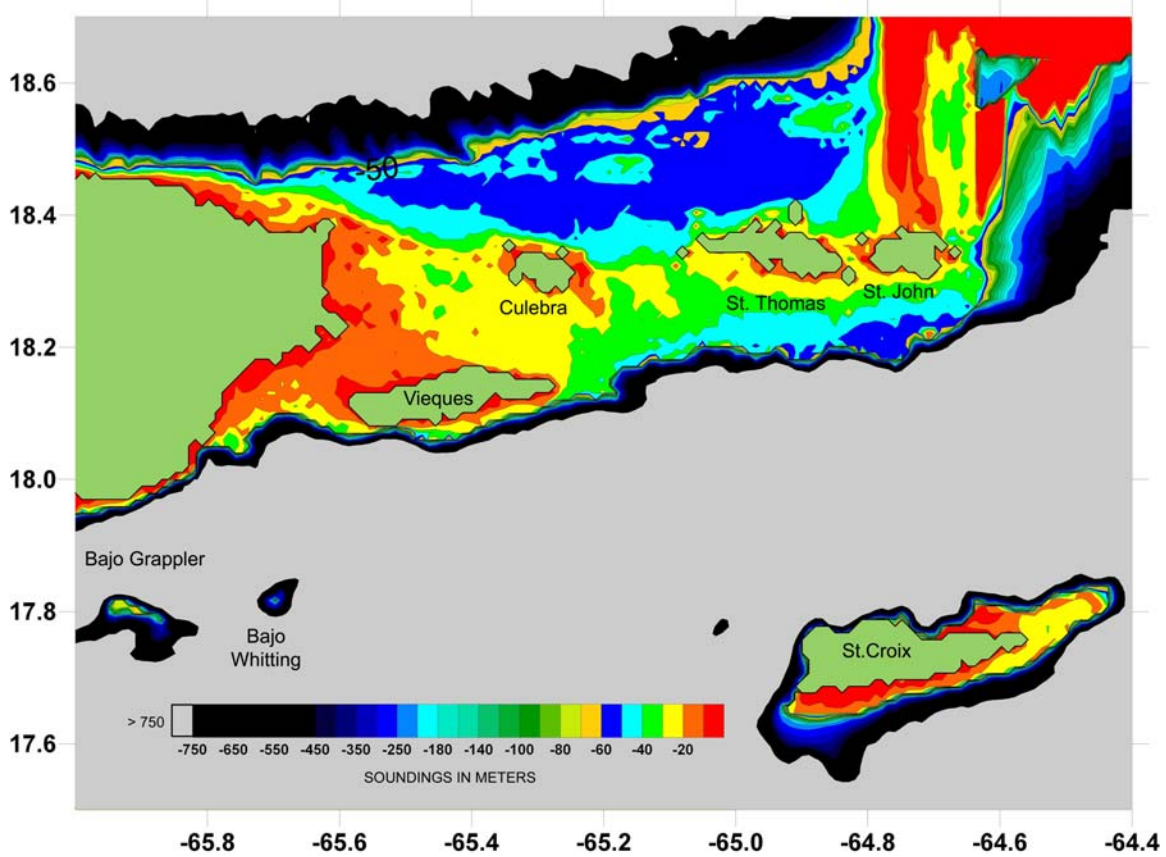 18.6
-50
18.4
Culebra
St. Thomas
St. John
18.2
Vieques
18.0
Bajo Grappler
17.8
Bajo
Whitting
St.Croix
> 750
-750 -650 -550 -450 -350 -250 -180 -140 -100 -80 -60 -40 -20
17.6
SOUNDINGS IN METERS
-65.8 -65.6 -65.4 -65.2 -65.0 -64.8 -64.6 -64.4